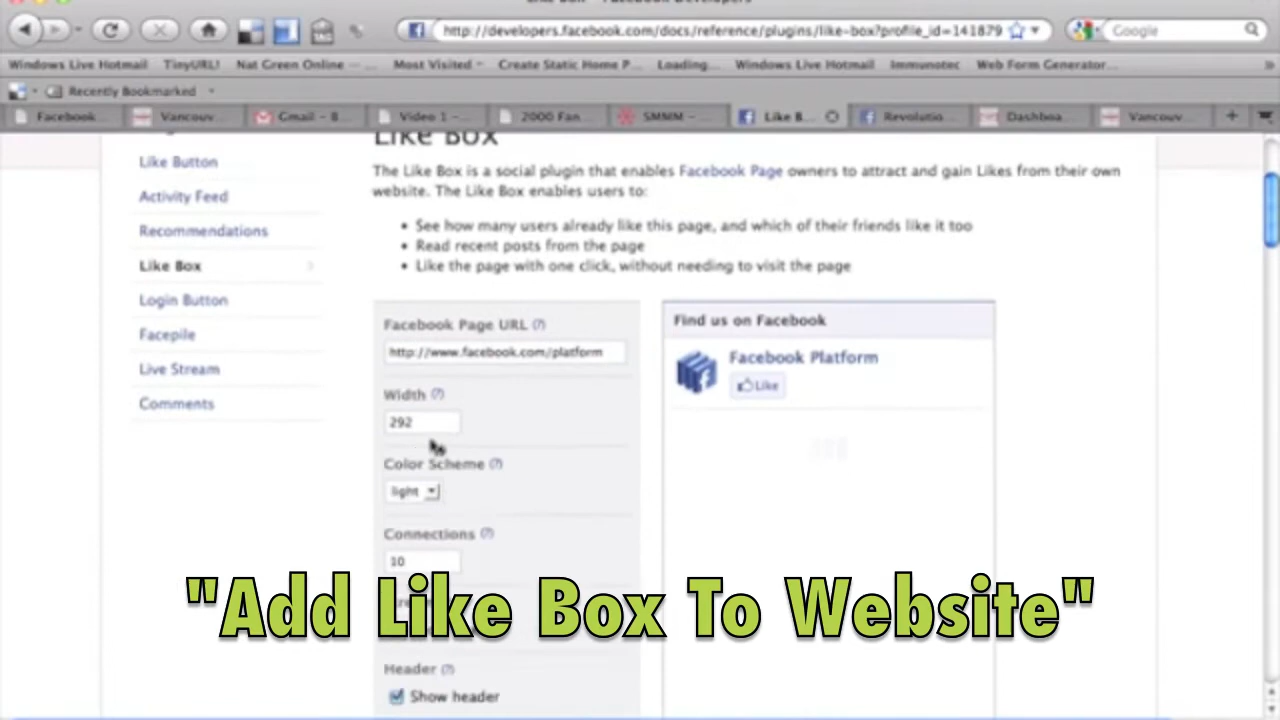 http://developers.facebook.com/docs/reference/plugins/like-box?profile_id=141879
Google
Windows Live Hotmail TinyURL! Nat Green Online — ... Most Visited Create Static Home P... Loading... Windows Live Hotmail Immunotec Web Form Generator...
Recently Bookmarked
Facebook Vancouv Gmail - 8 Video 1 -... 2000 Fan SMNM - Like B... Revolutio Dashboa Vancouv
Like Box
Like Button
Activity Feed
Recommendations
Like Box
Login Button
Facepile
Live Stream
Comments
The Like Box is a social plugin that enables Facebook Page owners to attract and gain Likes from their own
website. The Like Box enables users to:
• See how many users already like this page, and which of their friends like it too
• Read recent posts from the page
• Like the page with one click, without needing to visit the page
Facebook Page URL (?)
http://www.facebook.com/platform
Width (?)
292
Color Scheme (?)
light
Connections (?)
10
Header (?)
Show header
Find us on Facebook
Facebook Platform
Like
"Add Like Box To Website"